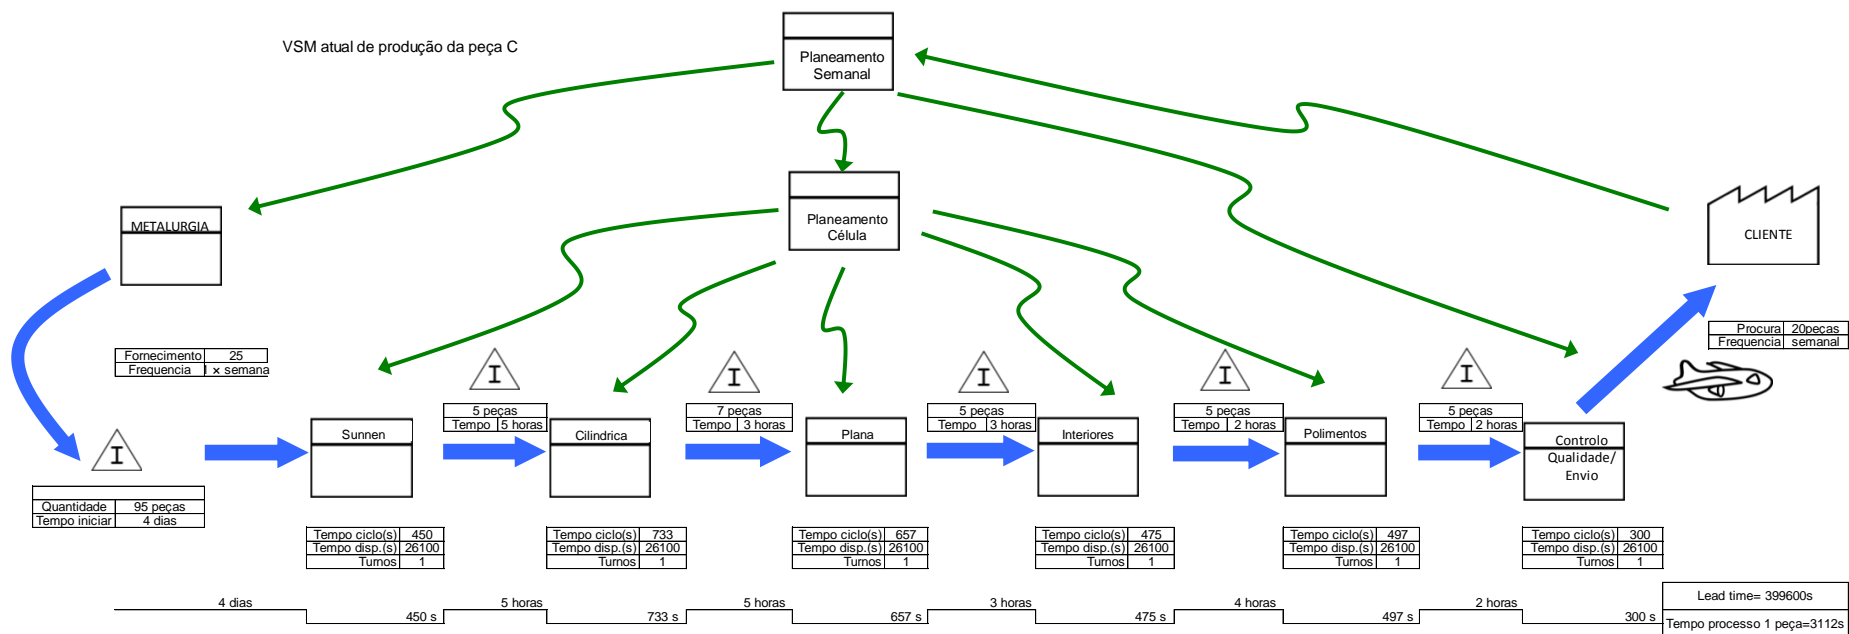 VSM atual de produção da peça C
Planeamento
Semanal
Planeamento
Célula
METALURGIA
CLIENTE
Fornecimento 25
Frequencia 1 × semana
Procura 20peças
Frequencia semanal
I
I
I
I
I
I
5 peças
Tempo 5 horas
7 peças
Tempo 3 horas
5 peças
Tempo 3 horas
5 peças
Tempo 2 horas
5 peças
Tempo 2 horas
Sunnen
Cilindrica
Plana
Interiores
Polimentos
Controlo
Qualidade/
Envio
Quantidade 95 peças
Tempo iniciar 4 dias
Tempo ciclo(s) 450
Tempo disp.(s) 26100
Turnos 1
Tempo ciclo(s) 733
Tempo disp.(s) 26100
Turnos 1
Tempo ciclo(s) 657
Tempo disp.(s) 26100
Turnos 1
Tempo ciclo(s) 475
Tempo disp.(s) 26100
Turnos 1
Tempo ciclo(s) 497
Tempo disp.(s) 26100
Turnos 1
Tempo ciclo(s) 300
Tempo disp.(s) 26100
Turnos 1
4 dias 5 horas 5 horas 3 horas 4 horas 2 horas
450 s 733 s 657 s 475 s 497 s 300 s
Lead time= 399600s
Tempo processo 1 peça=3112s